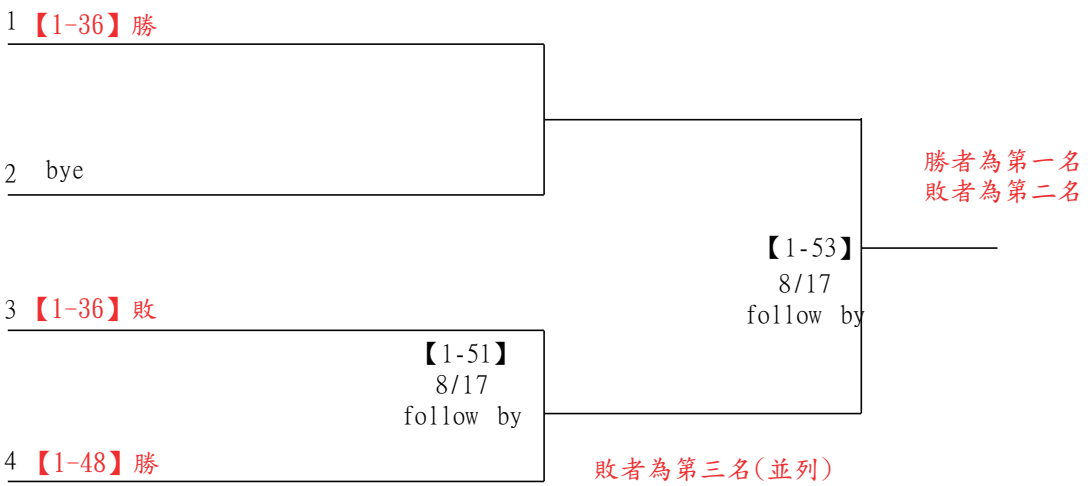 1 【1-36】勝
2 bye
勝者為第一名
敗者為第二名
【1-53】
8/17
follow by
3 【1-36】敗
【1-51】
8/17
follow by
4 【1-48】勝
敗者為第三名(並列)